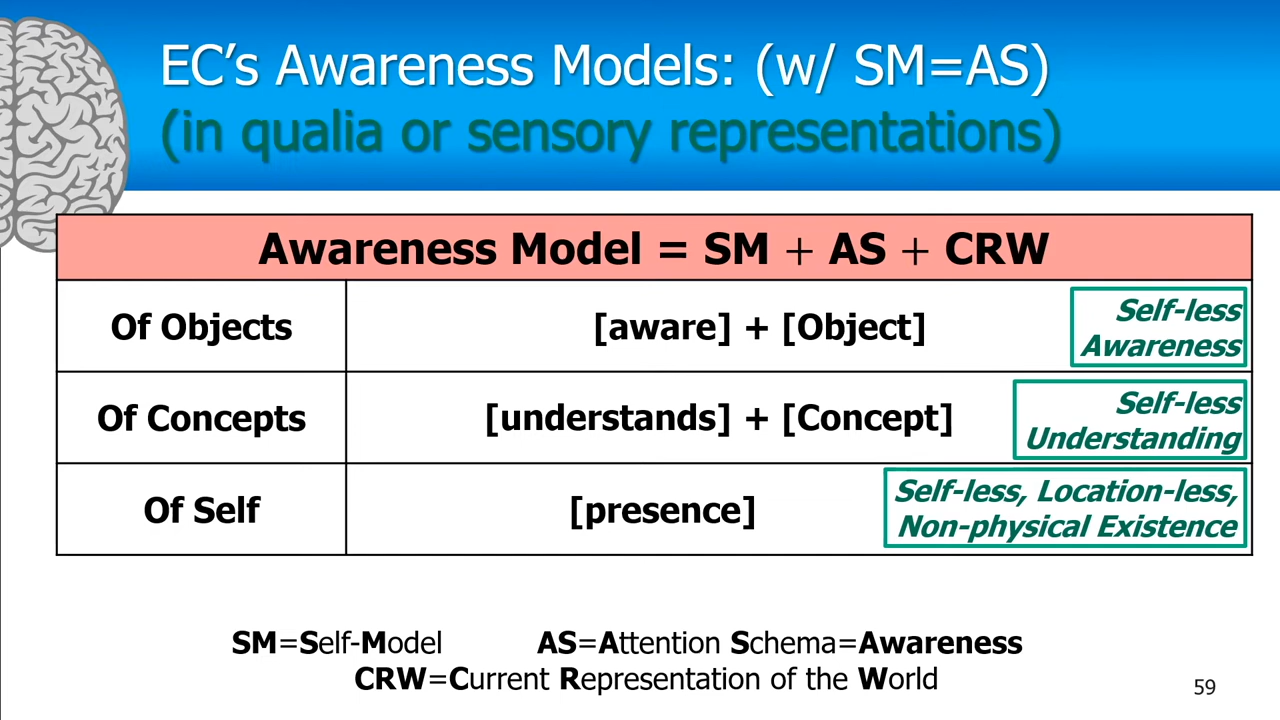 EC’s Awareness Models: (w/ SM=AS)
(in qualia or sensory representations)
Awareness Model = SM + AS + CRW
Of Objects
[aware] + [Object]
Self-less
Awareness
Of Concepts
[understands] + [Concept]
Self-less
Understanding
Of Self
[presence]
Self-less, Location-less,
Non-physical Existence
SM=Self-Model
AS=Attention Schema=Awareness
CRW=Current Representation of the World
59